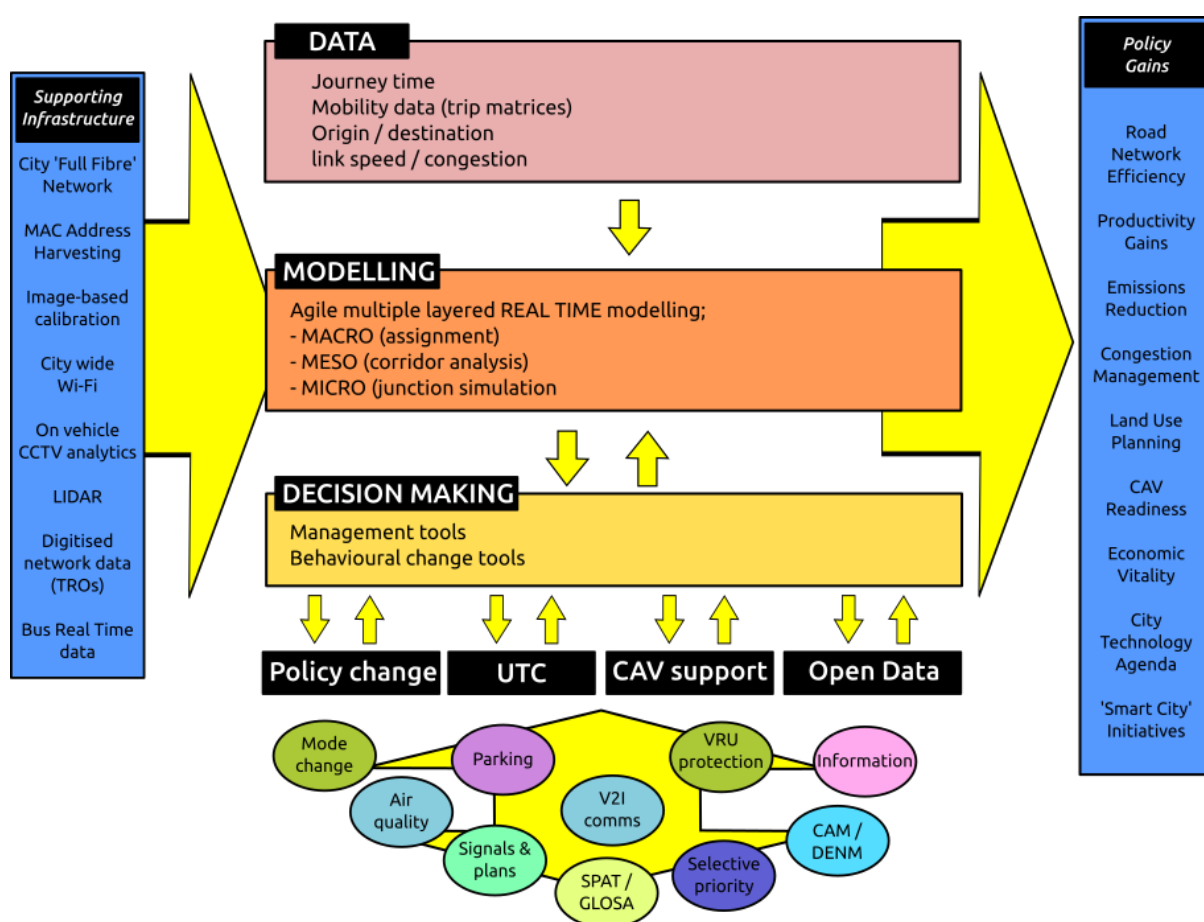 Supporting
Infrastructure
City 'Full Fibre'
Network
MAC Address
Harvesting
Image-based
calibration
City wide
Wi-Fi
On vehicle
CCTV analytics
LIDAR
Digitised
network data
(TROs)
Bus Real Time
data
DATA
Journey time
Mobility data (trip matrices)
Origin / destination
link speed / congestion
MODELLING
Agile multiple layered REAL TIME modelling;
- MACRO (assignment)
- MESO (corridor analysis)
- MICRO (junction simulation
DECISION MAKING
Management tools
Behavioural change tools
Policy change
UTC
CAV support
Open Data
Mode
change
Parking
VRU
protection
Information
Air
quality
V2I
comms
CAM /
DENM
Signals &
plans
SPAT /
GLOSA
Selective
priority
Policy
Gains
Road
Network
Efficiency
Productivity
Gains
Emissions
Reduction
Congestion
Management
Land Use
Planning
CAV
Readiness
Economic
Vitality
City
Technology
Agenda
'Smart City'
Initiatives